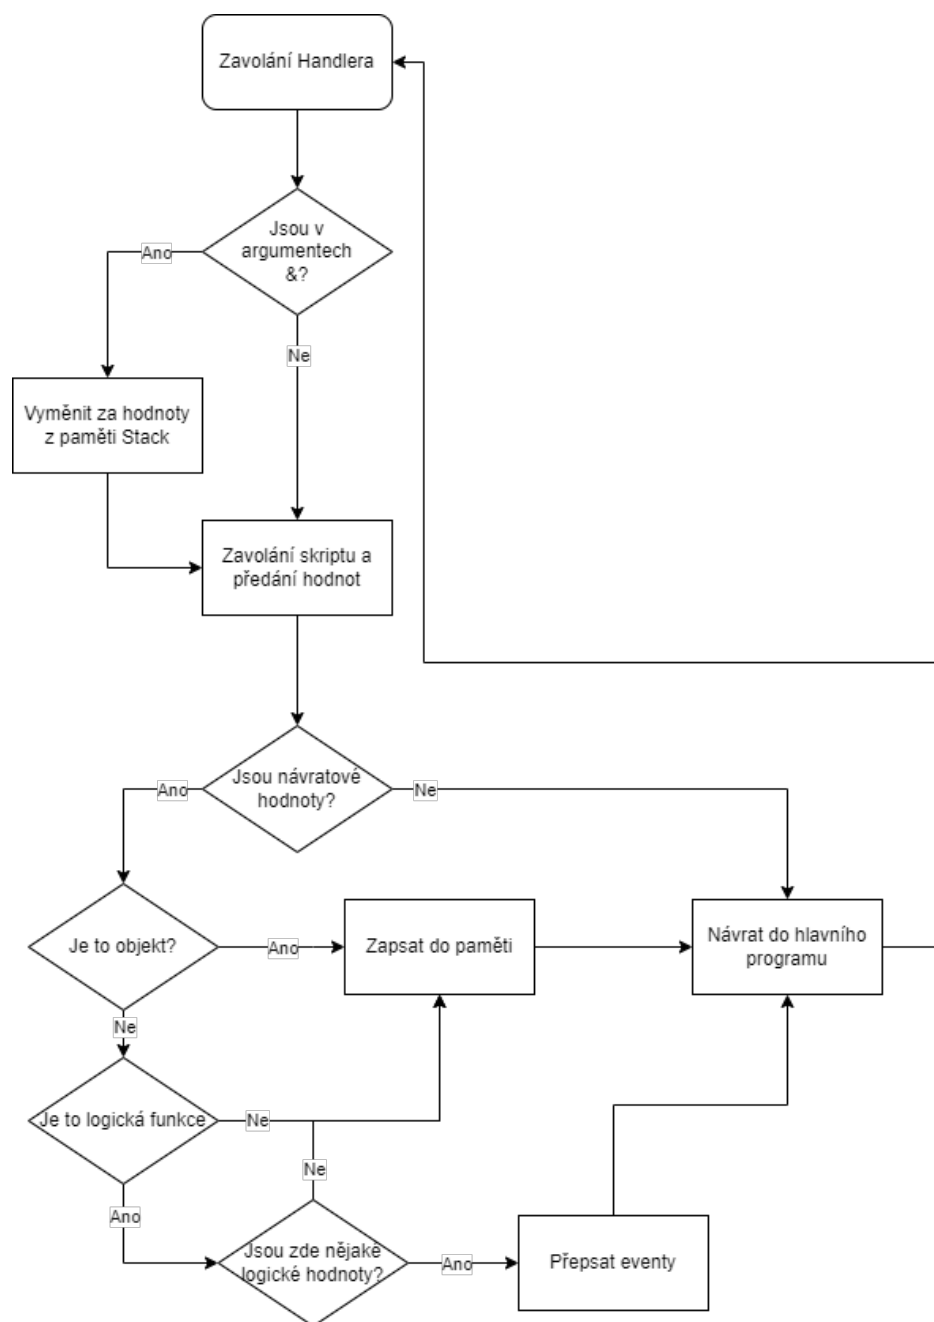 Zavolání Handlera
Jsou v
argumentech
&?
Ano
Ne
Vyměnit za hodnoty
z paměti Stack
Zavolání skriptu a
předání hodnot
Jsou návratové
hodnoty?
Ano
Ne
Je to objekt?
Ano
Zapsat do paměti
Návrat do hlavního
programu
Ne
Je to logická funkce
Ne
Ne
Ano
Jsou zde nějaké
logické hodnoty?
Ano
Přepsat eventy